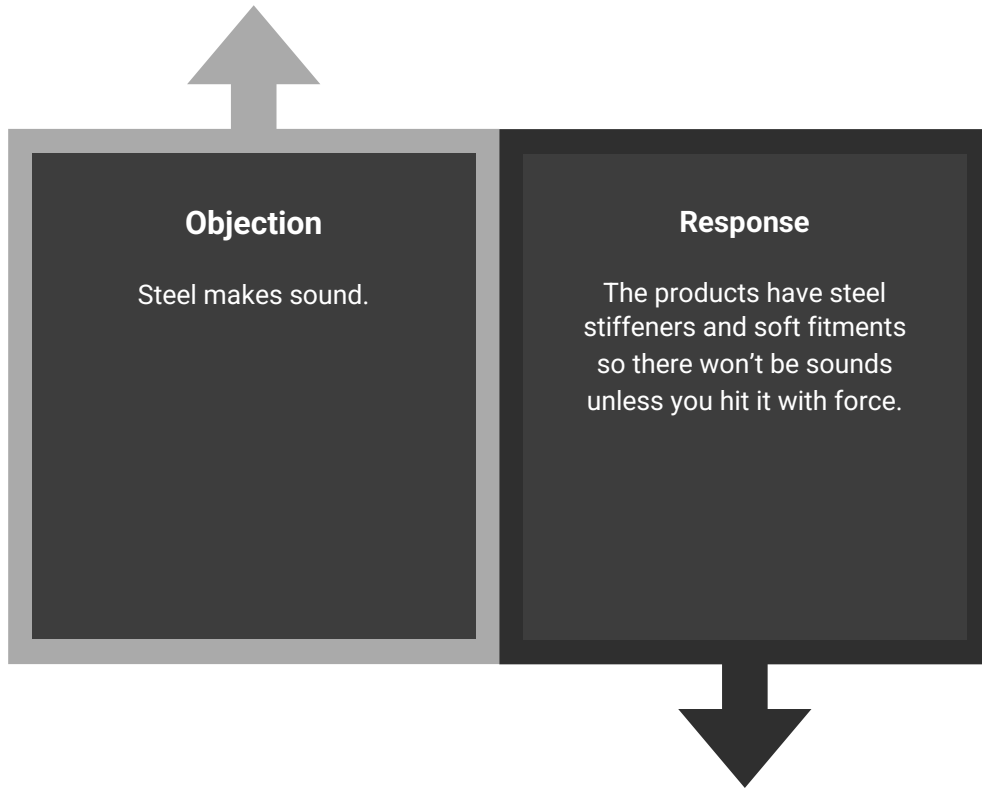 Objection
Steel makes sound.
Response
The products have steel
stiffeners and soft fitments
so there won’t be sounds
unless you hit it with force.